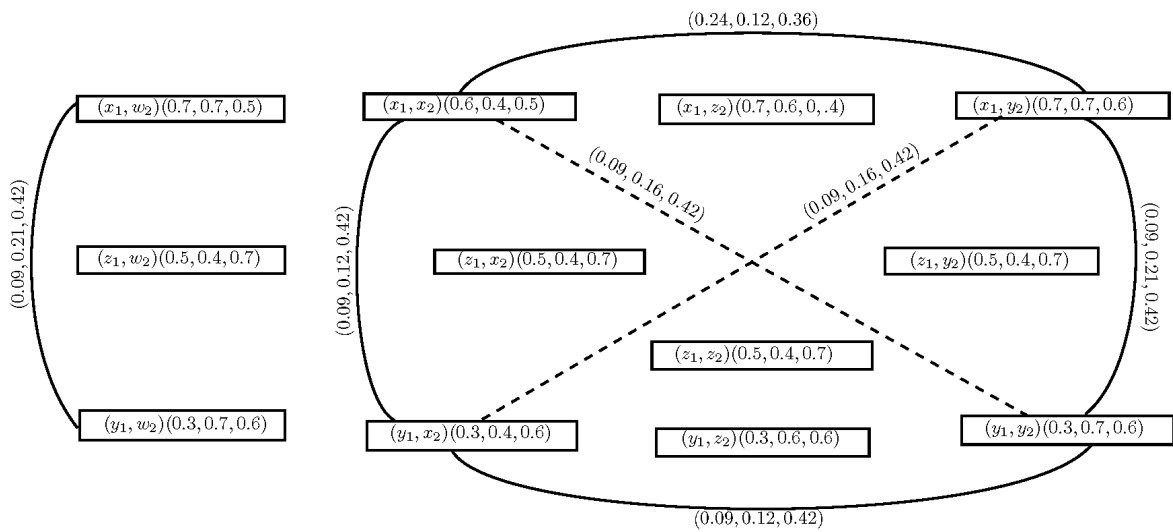 (0.24, 0.12, 0.36)
(x₁, w₂)(0.7, 0.7, 0.5)
(x₁, x₂)(0.6, 0.4, 0.5)
(x₁, z₂)(0.7, 0.6, 0,.4)
(x₁, y₂)(0.7, 0.7, 0.6)
(0.09, 0.16, 0.42)
(0.09, 0.16, 0.42)
(0.09, 0.21, 0.42)
(0.09, 0.12, 0.42)
(0.09, 0.21, 0.42)
(z₁, w₂)(0.5, 0.4, 0.7)
(z₁, x₂)(0.5, 0.4, 0.7)
(z₁, y₂)(0.5, 0.4, 0.7)
(z₁, z₂)(0.5, 0.4, 0.7)
(y₁, w₂)(0.3, 0.7, 0.6)
(y₁, x₂)(0.3, 0.4, 0.6)
(y₁, z₂)(0.3, 0.6, 0.6)
(y₁, y₂)(0.3, 0.7, 0.6)
(0.09, 0.12, 0.42)